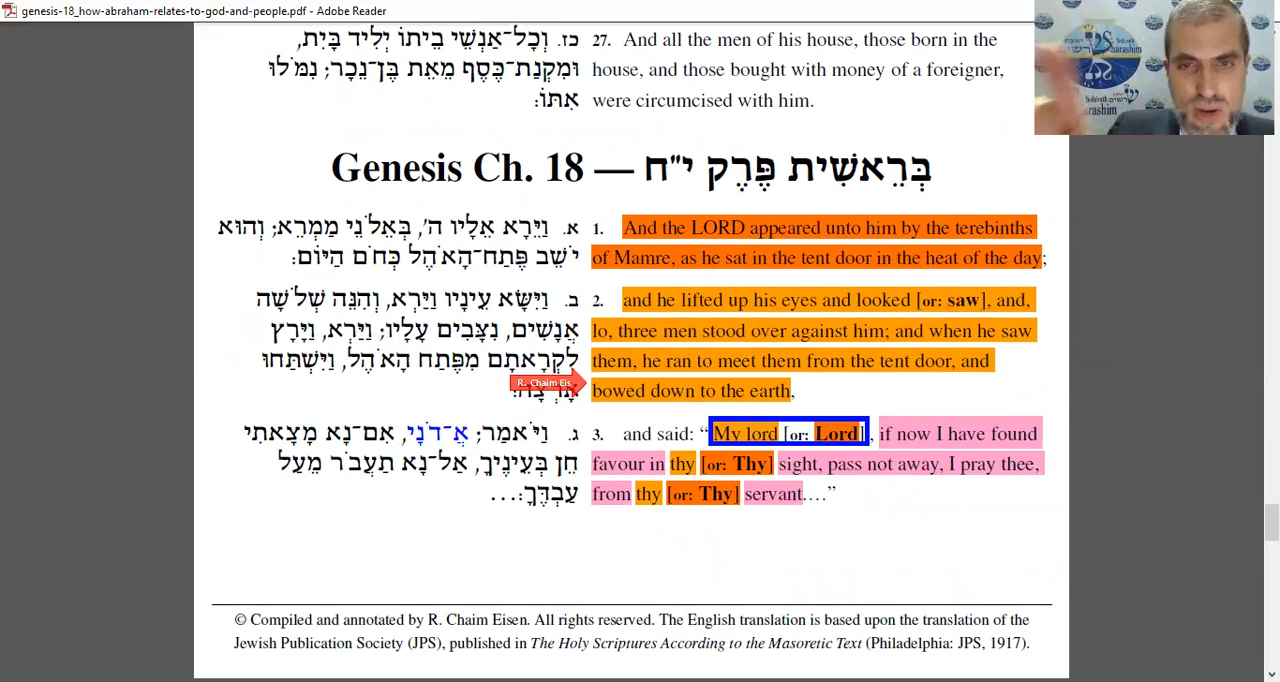 genesis-18_how-abraham-relates-to-god-and-people.pdf - Adobe Reader
כז. וְכָל־אַנְשֵׁי בֵיתוֹ יְלִיד בָּיִת,
וּמִקְנַת־כֶּסֶף מֵאֵת בֶּן־נֵכָר; נִמֹּלוּ
אִתּוֹ:
27. And all the men of his house, those born in the
house, and those bought with money of a foreigner,
were circumcised with him.
Genesis Ch. 18 — בְּרֵאשִׁית פֶּרֶק י"ח
א. וַיֵּרָא אֵלָיו ה', בְּאֵלֹנֵי מַמְרֵא; וְהוּא
יֹשֵׁב פֶּתַח־הָאֹהֶל כְּחֹם הַיּוֹם:
1. And the LORD appeared unto him by the terebinths
of Mamre, as he sat in the tent door in the heat of the day;
ב. וַיִּשָּׂא עֵינָיו וַיַּרְא, וְהִנֵּה שְׁלֹשָׁה
אֲנָשִׁים, נִצָּבִים עָלָיו; וַיַּרְא, וַיָּרָץ
לִקְרָאתָם מִפֶּתַח הָאֹהֶל, וַיִּשְׁתַּחוּ
אָרְצָה:
2. and he lifted up his eyes and looked [or: saw], and,
lo, three men stood over against him; and when he saw
them, he ran to meet them from the tent door, and
bowed down to the earth,
R. Chaim Eis
ג. וַיֹּאמַר; אֲ־דֹנָי, אִם־נָא מָצָאתִי
חֵן בְּעֵינֶיךָ, אַל־נָא תַעֲבֹר מֵעַל
עַבְדֶּךָ:...
3. and said: “My lord [or: Lord], if now I have found
favour in thy [or: Thy] sight, pass not away, I pray thee,
from thy [or: Thy] servant....”
© Compiled and annotated by R. Chaim Eisen. All rights reserved. The English translation is based upon the translation of the
Jewish Publication Society (JPS), published in The Holy Scriptures According to the Masoretic Text (Philadelphia: JPS, 1917).